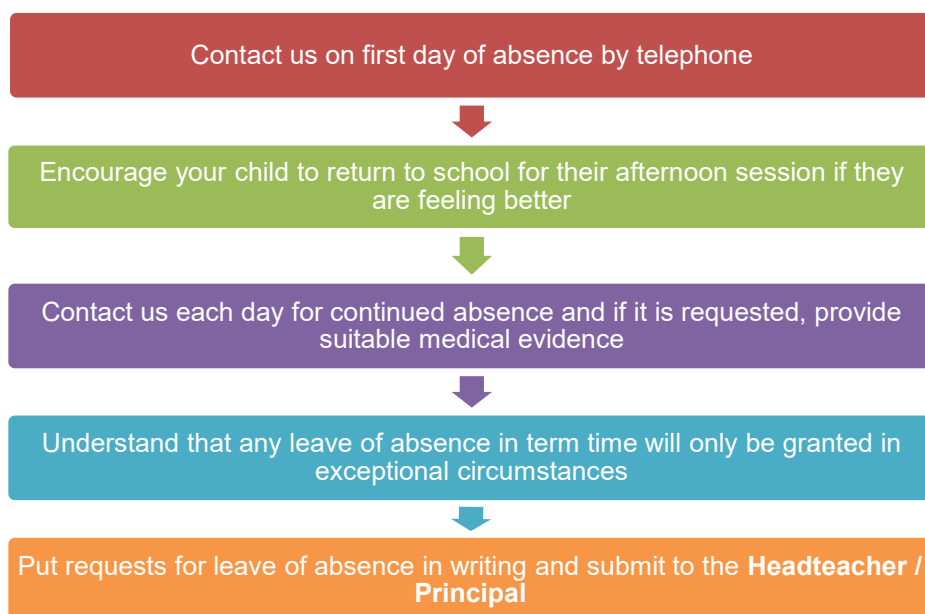 Contact us on first day of absence by telephone
Encourage your child to return to school for their afternoon session if they
are feeling better
Contact us each day for continued absence and if it is requested, provide
suitable medical evidence
Understand that any leave of absence in term time will only be granted in
exceptional circumstances
Put requests for leave of absence in writing and submit to the Headteacher /
Principal